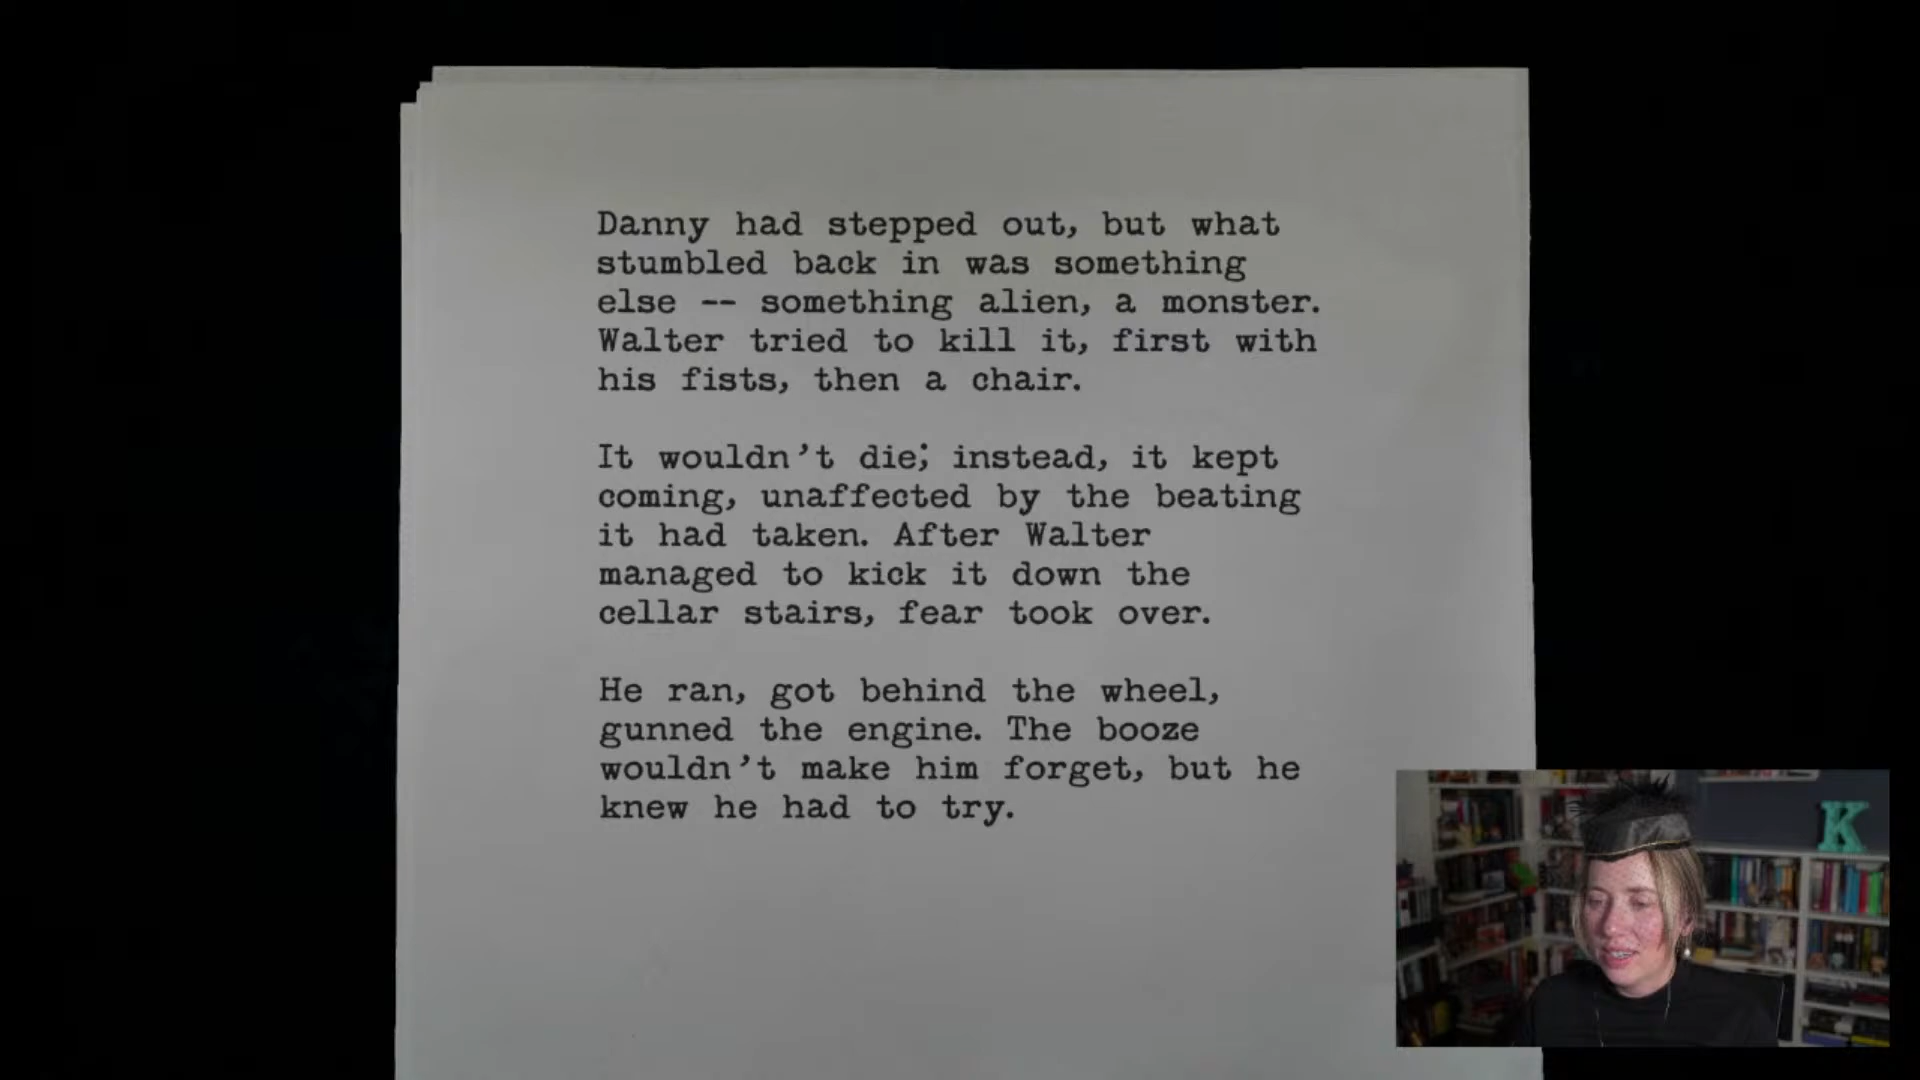 Danny had stepped out, but what
stumbled back in was something
else -- something alien, a monster.
Walter tried to kill it, first with
his fists, then a chair.
It wouldn't die; instead, it kept
coming, unaffected by the beating
it had taken. After Walter
managed to kick it down the
cellar stairs, fear took over.
He ran, got behind the wheel,
gunned the engine. The booze
wouldn't make him forget, but he
knew he had to try.
K